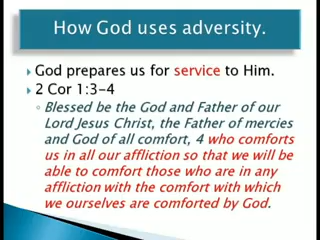 How God uses adversity.
God prepares us for service to Him.
2 Cor 1:3-4
Blessed be the God and Father of our
Lord Jesus Christ, the Father of mercies
and God of all comfort, 4 who comforts
us in all our affliction so that we will be
able to comfort those who are in any
affliction with the comfort with which
we ourselves are comforted by God.